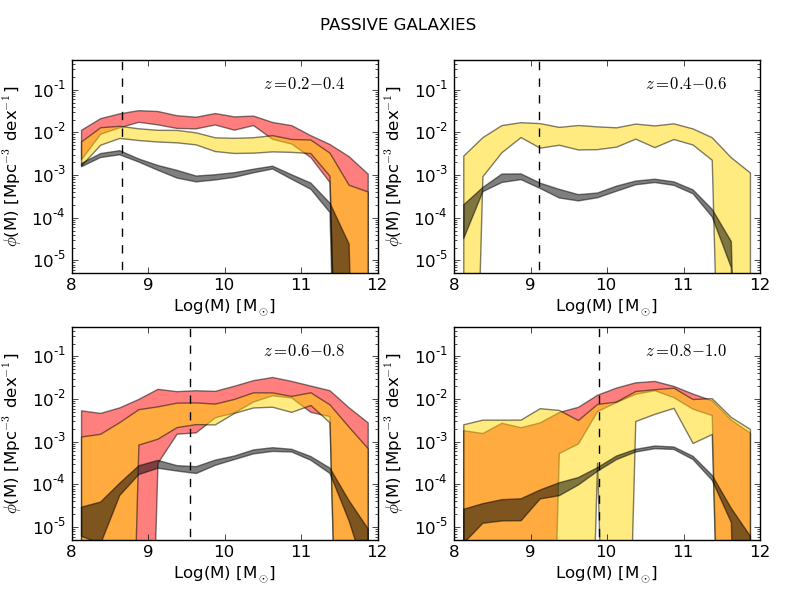 PASSIVE GALAXIES
z=0.2−0.4
z=0.4−0.6
10⁻¹
10⁻²
10⁻³
10⁻⁴
10⁻⁵
ϕ(M) [Mpc⁻³ dex⁻¹]
8 9 10 11 12
Log(M) [M⊙]
10⁻¹
10⁻²
10⁻³
10⁻⁴
10⁻⁵
ϕ(M) [Mpc⁻³ dex⁻¹]
8 9 10 11 12
Log(M) [M⊙]
z=0.6−0.8
z=0.8−1.0
10⁻¹
10⁻²
10⁻³
10⁻⁴
10⁻⁵
ϕ(M) [Mpc⁻³ dex⁻¹]
8 9 10 11 12
Log(M) [M⊙]
10⁻¹
10⁻²
10⁻³
10⁻⁴
10⁻⁵
ϕ(M) [Mpc⁻³ dex⁻¹]
8 9 10 11 12
Log(M) [M⊙]